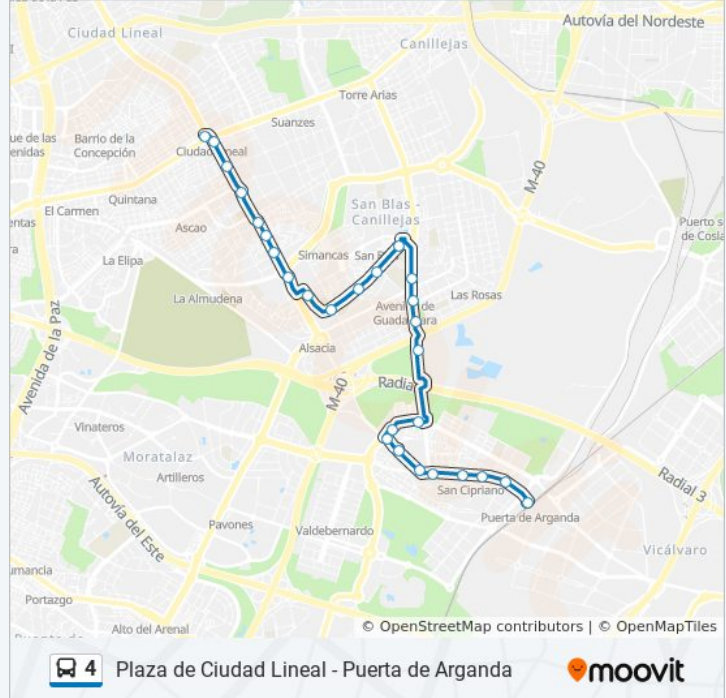 Autovía del Nordeste
Ciudad Lineal
Canillejas
Torre Arias
Suanzes
Barrio de la
Concepción
Ciudad Lineal
M-40
Quintana
San Blas -
Canillejas
El Carmen
Ascao
Puerto s
de Cosla
La Elipa
Simancas
La Almudena
Las Rosas
Avenida de
Guadalajara
Avenida de la Paz
Alsacia
M-40
Radial
Vinateros
Moratalaz
Artilleros
San Cipriano
Radial 3
Autovía del Este
Pavones
Valdebernardo
Puerta de Arganda
Vicálvaro
Portazgo
Alto del Arenal
© OpenStreetMap contributors | © OpenMapTiles
4 Plaza de Ciudad Lineal - Puerta de Arganda
moovit